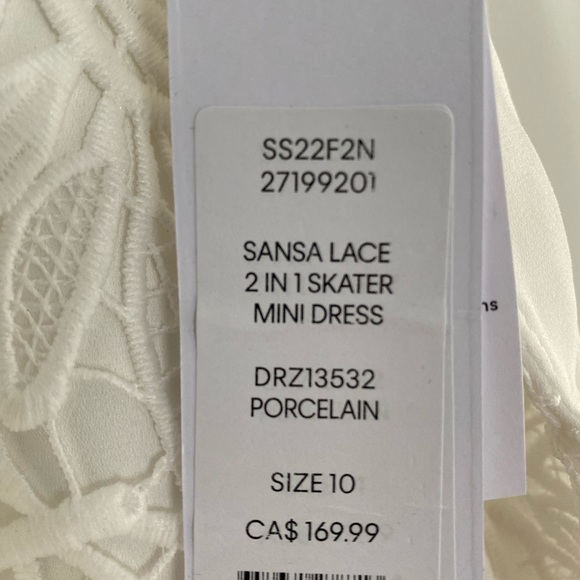 SS22F2N
27199201
SANSA LACE
2 IN 1 SKATER
MINI DRESS
DRZ13532
PORCELAIN
SIZE 10
CA$ 169.99